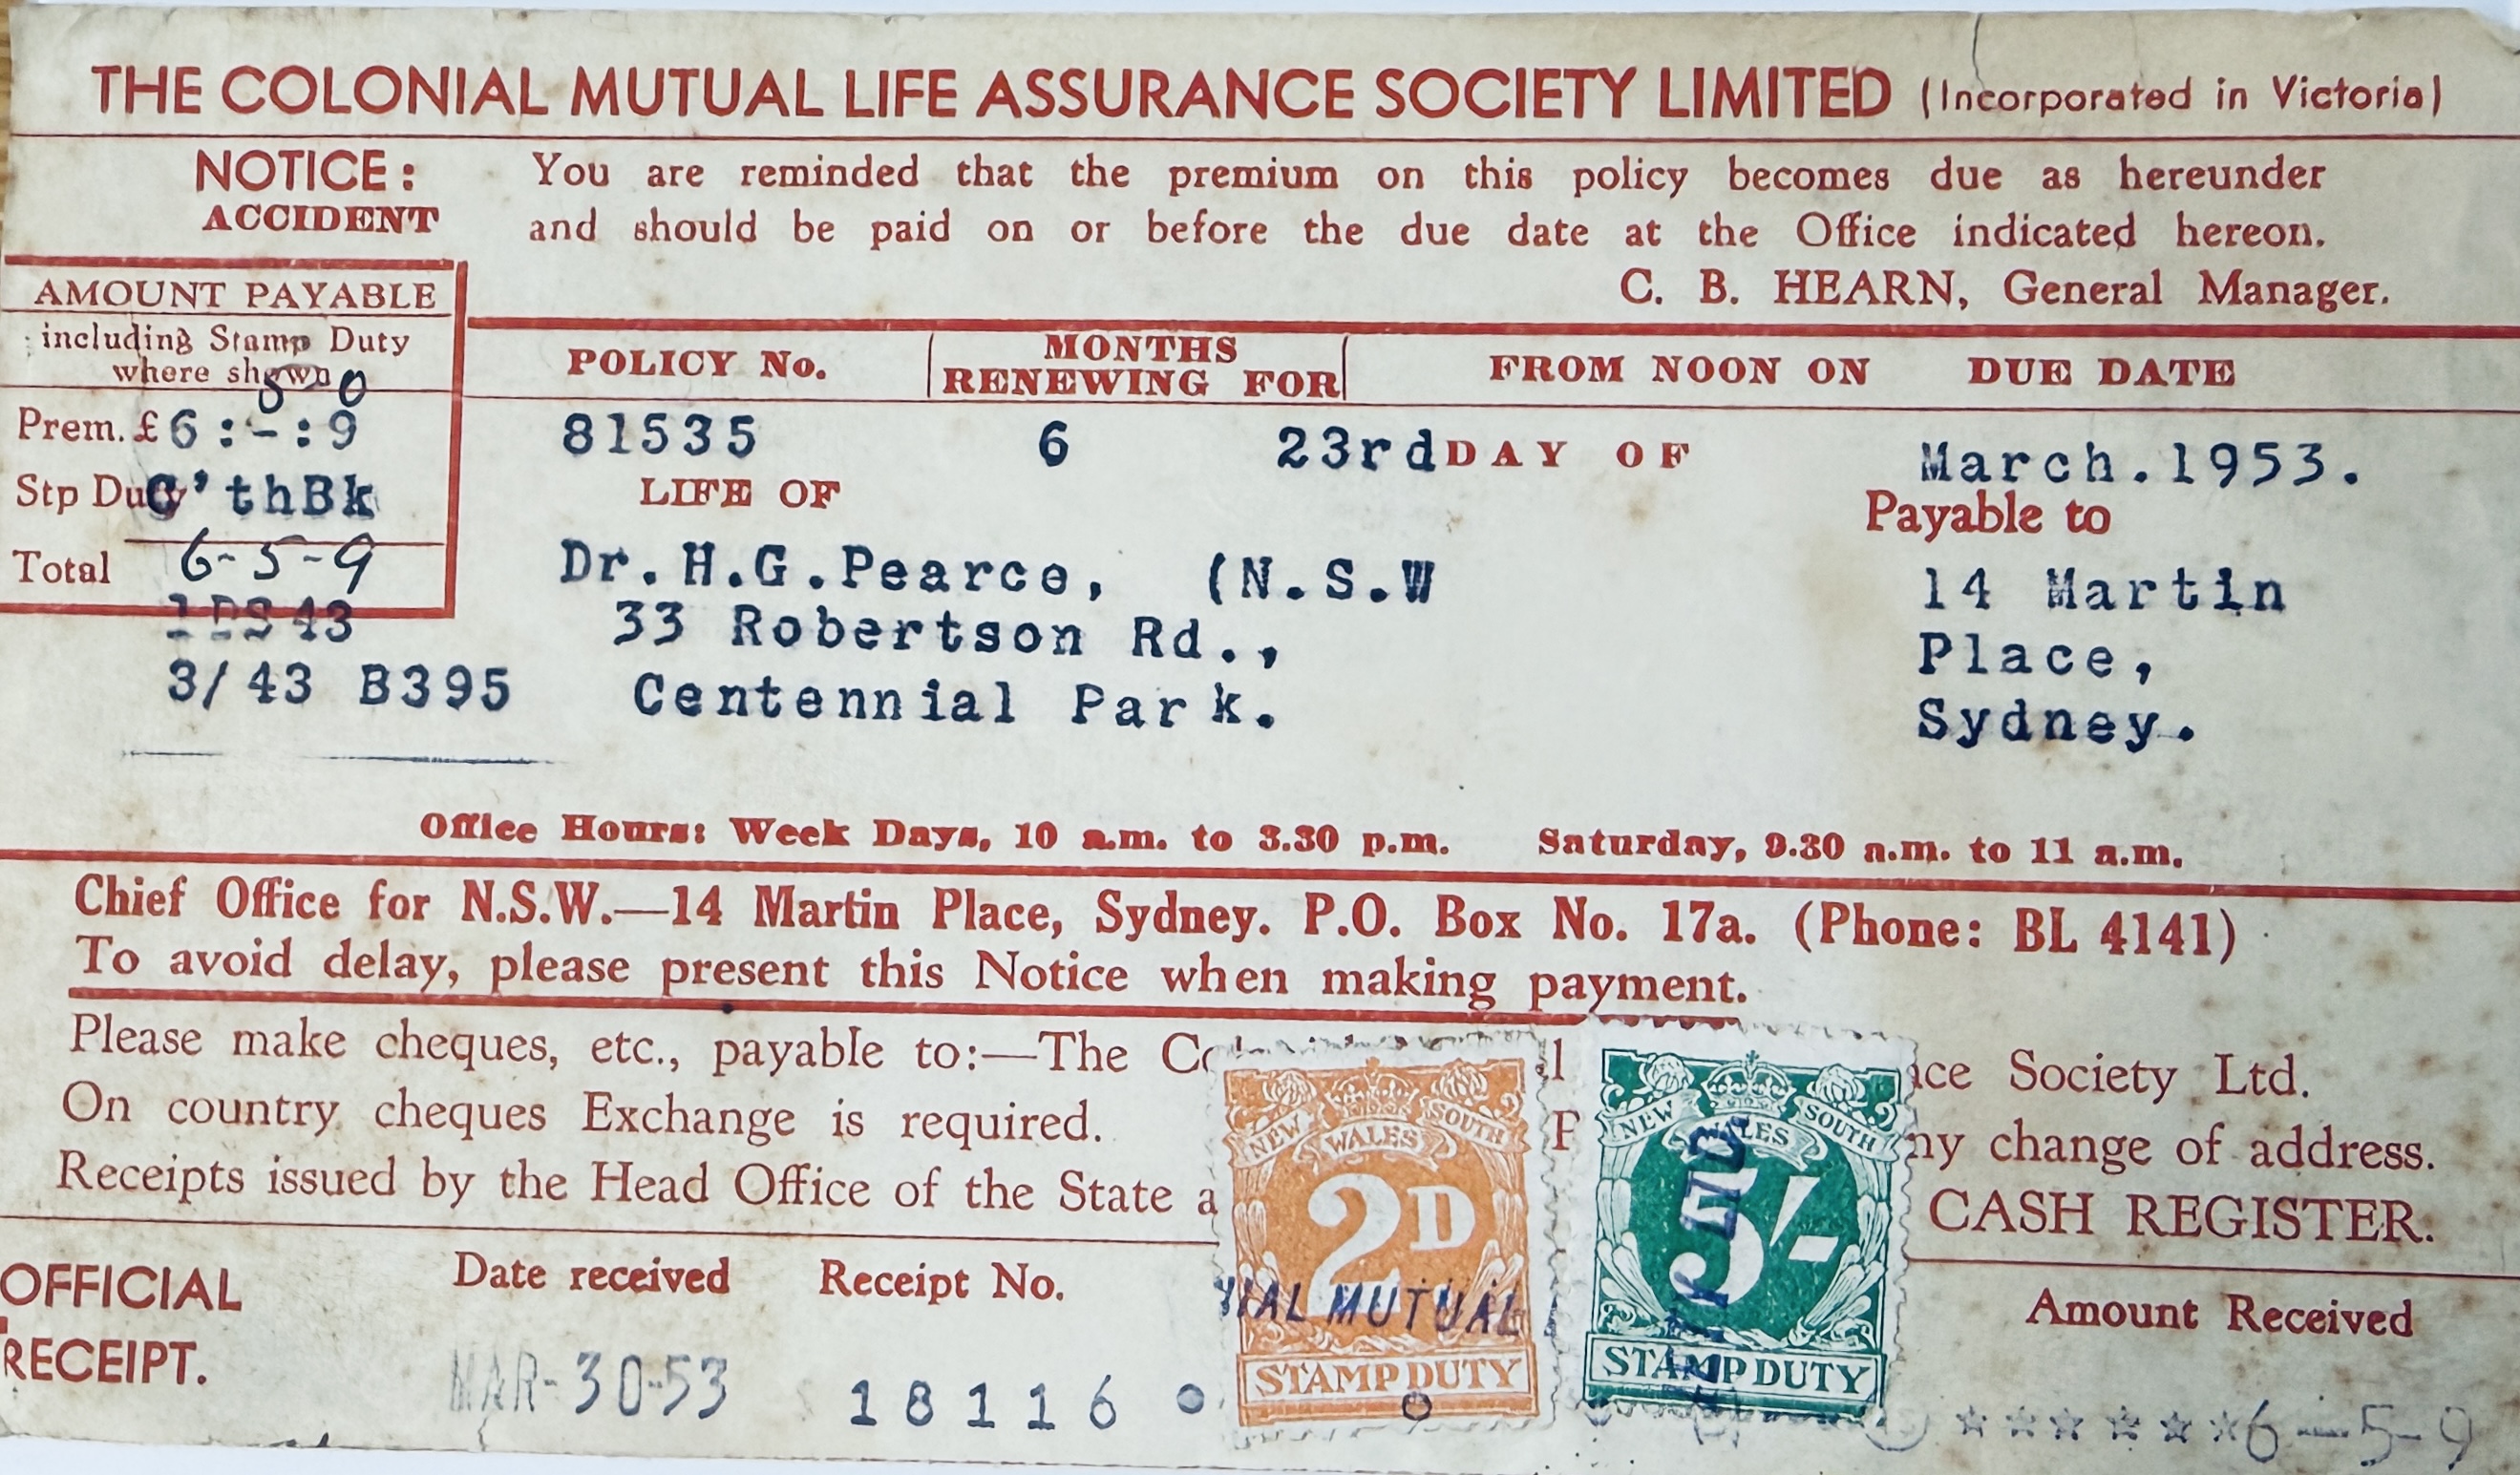 THE COLONIAL MUTUAL LIFE ASSURANCE SOCIETY LIMITED (Incorporated in Victoria)
NOTICE: You are reminded that the premium on this policy becomes due as hereunder
ACCIDENT and should be paid on or before the due date at the Office indicated hereon.
C. B. HEARN, General Manager.
AMOUNT PAYABLE
including Stamp Duty
where shown
POLICY No. MONTHS RENEWING FOR FROM NOON ON DUE DATE
5 0
Prem. £6:-:9 81535 6 23rd DAY OF March.1953.
Stp Duty C'thBk LIFE OF Payable to
Total 6-5-9 Dr.H.G.Pearce, (N.S.W 14 Martin
33 Robertson Rd., Place,
3/43 B395 Centennial Park. Sydney.
Office Hours: Week Days, 10 a.m. to 3.30 p.m. Saturday, 9.30 a.m. to 11 a.m.
Chief Office for N.S.W.—14 Martin Place, Sydney. P.O. Box No. 17a. (Phone: BL 4141)
To avoid delay, please present this Notice when making payment.
Please make cheques, etc., payable to:—The Society Ltd.
On country cheques Exchange is required. change of address.
Receipts issued by the Head Office of the State CASH REGISTER.
NEW SOUTH WALES
2D
MUTUAL
STAMP DUTY
NEW SOUTH WALES
5/-
STAMP DUTY
OFFICIAL RECEIPT. Date received Receipt No. Amount Received
MAR-30-53 18116 ☆☆☆☆☆☆6-5-9